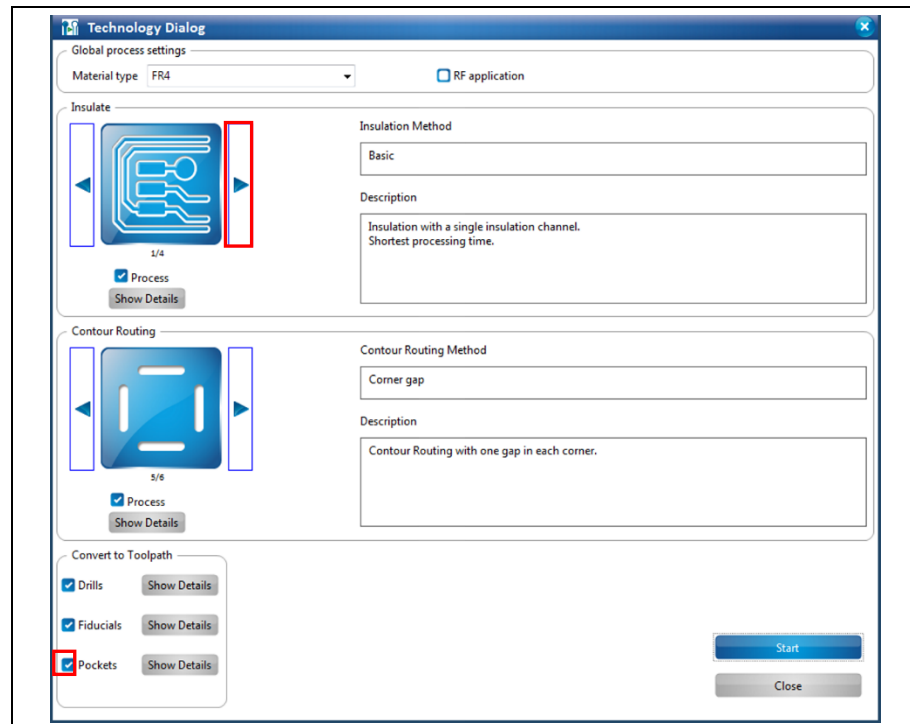 Technology Dialog
Global process settings
Material type FR4 RF application
Insulate
Insulation Method
Basic
Description
Insulation with a single insulation channel.
Shortest processing time.
1/4
Process
Show Details
Contour Routing
Contour Routing Method
Corner gap
Description
Contour Routing with one gap in each corner.
5/6
Process
Show Details
Convert to Toolpath
Drills Show Details
Fiducials Show Details
Pockets Show Details
Start
Close